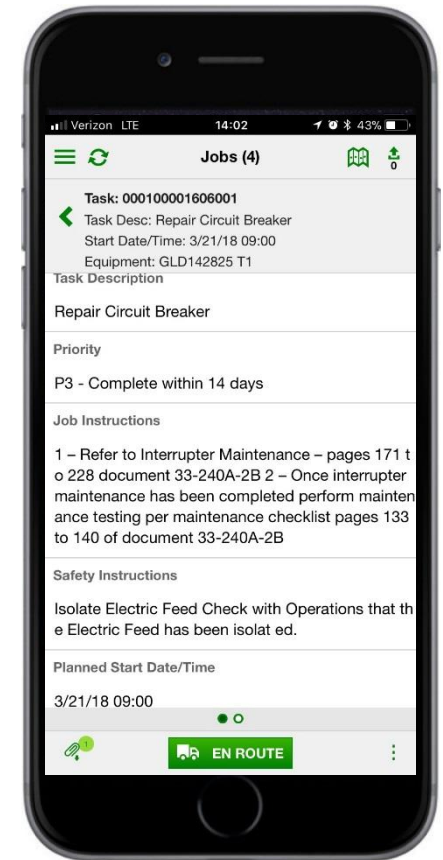 Verizon LTE 14:02 43%
Jobs (4)
0
Task: 000100001606001
Task Desc: Repair Circuit Breaker
Start Date/Time: 3/21/18 09:00
Equipment: GLD142825 T1
Task Description
Repair Circuit Breaker
Priority
P3 - Complete within 14 days
Job Instructions
1 – Refer to Interrupter Maintenance – pages 171 t
o 228 document 33-240A-2B 2 – Once interrupter
maintenance has been completed perform mainten
ance testing per maintenance checklist pages 133
to 140 of document 33-240A-2B
Safety Instructions
Isolate Electric Feed Check with Operations that th
e Electric Feed has been isolat ed.
Planned Start Date/Time
3/21/18 09:00
1
EN ROUTE